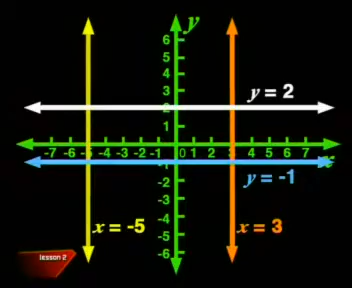 y
6
5
4
3
y = 2
1
-7 -6 -5 -4 -3 -2 -1 0 1 2 3 4 5 6 7 x
-1
y = -1
-2
-3
x = -5 x = 3
-4
-5
-6
lesson 2